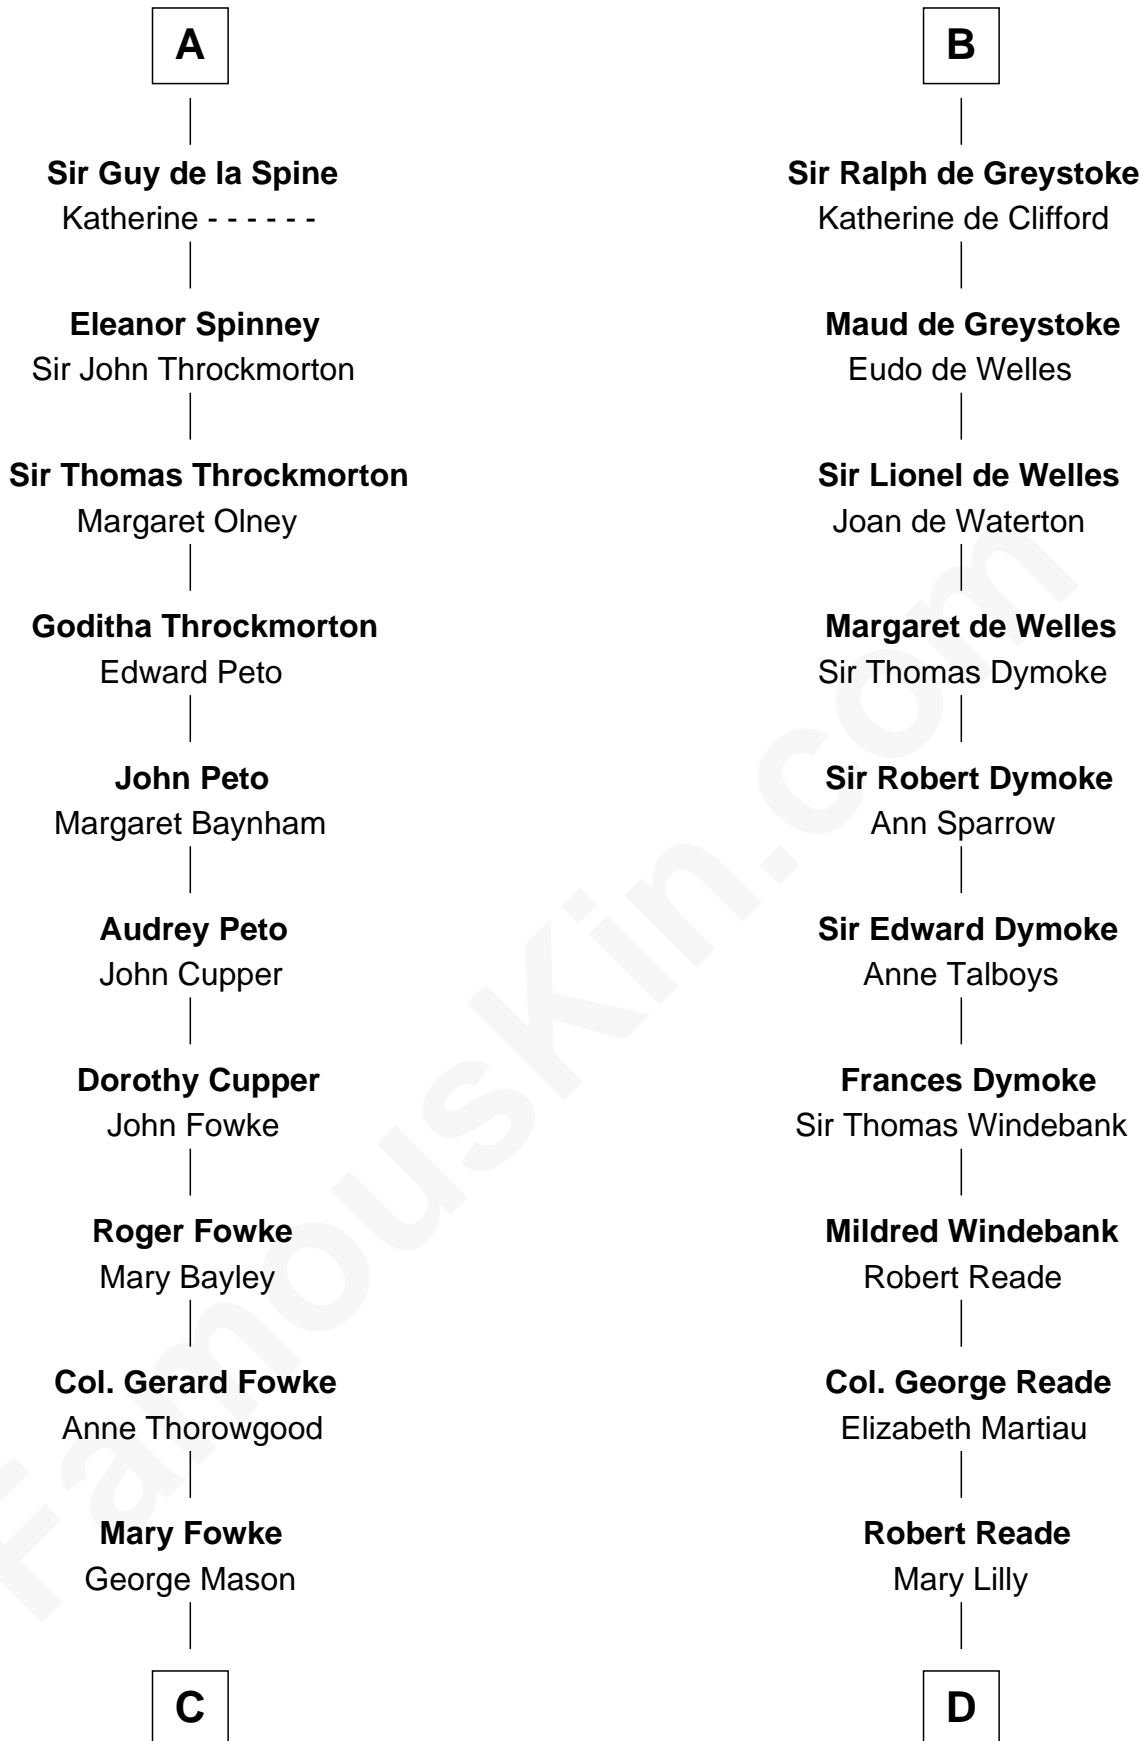 A
Sir Guy de la Spine
Katherine - - - - - -
Eleanor Spinney
Sir John Throckmorton
Sir Thomas Throckmorton
Margaret Olney
Goditha Throckmorton
Edward Peto
John Peto
Margaret Baynham
Audrey Peto
John Cupper
Dorothy Cupper
John Fowke
Roger Fowke
Mary Bayley
Col. Gerard Fowke
Anne Thorowgood
Mary Fowke
George Mason
C
B
Sir Ralph de Greystoke
Katherine de Clifford
Maud de Greystoke
Eudo de Welles
Sir Lionel de Welles
Joan de Waterton
Margaret de Welles
Sir Thomas Dymoke
Sir Robert Dymoke
Ann Sparrow
Sir Edward Dymoke
Anne Talboys
Frances Dymoke
Sir Thomas Windebank
Mildred Windebank
Robert Reade
Col. George Reade
Elizabeth Martiau
Robert Reade
Mary Lilly
D
FamousKin.com